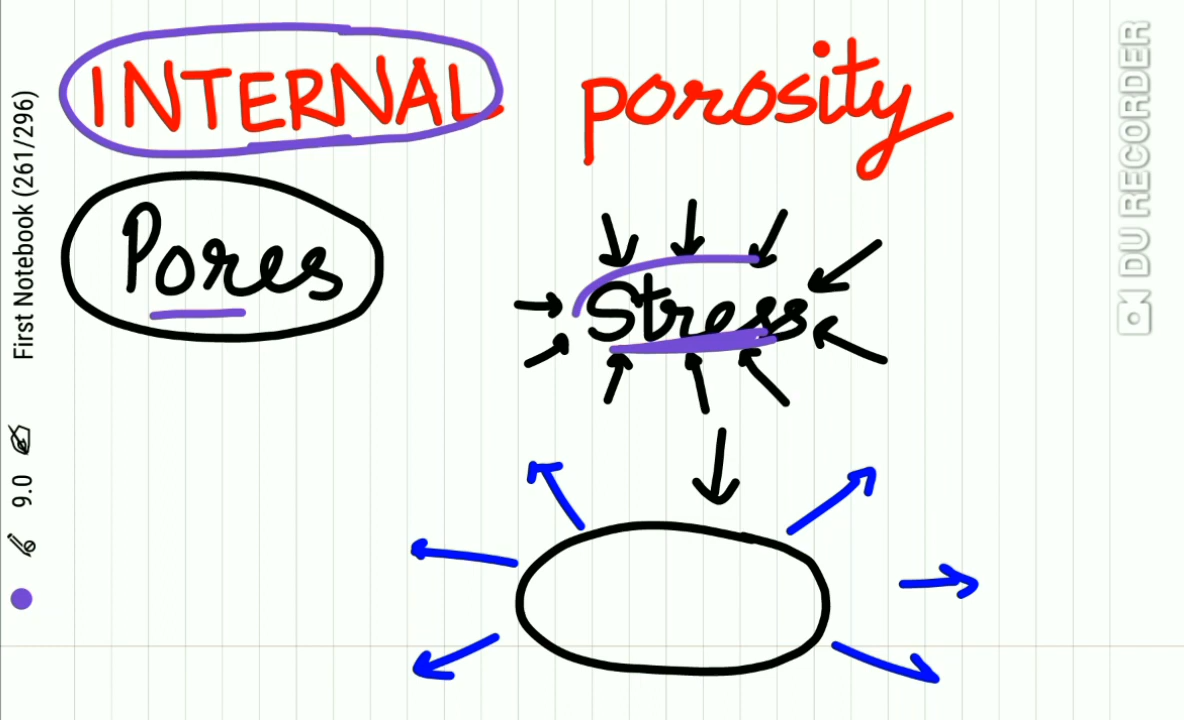 INTERNAL porosity
Pores
Stress
First Notebook (261/296)
9.0
DU RECORDER